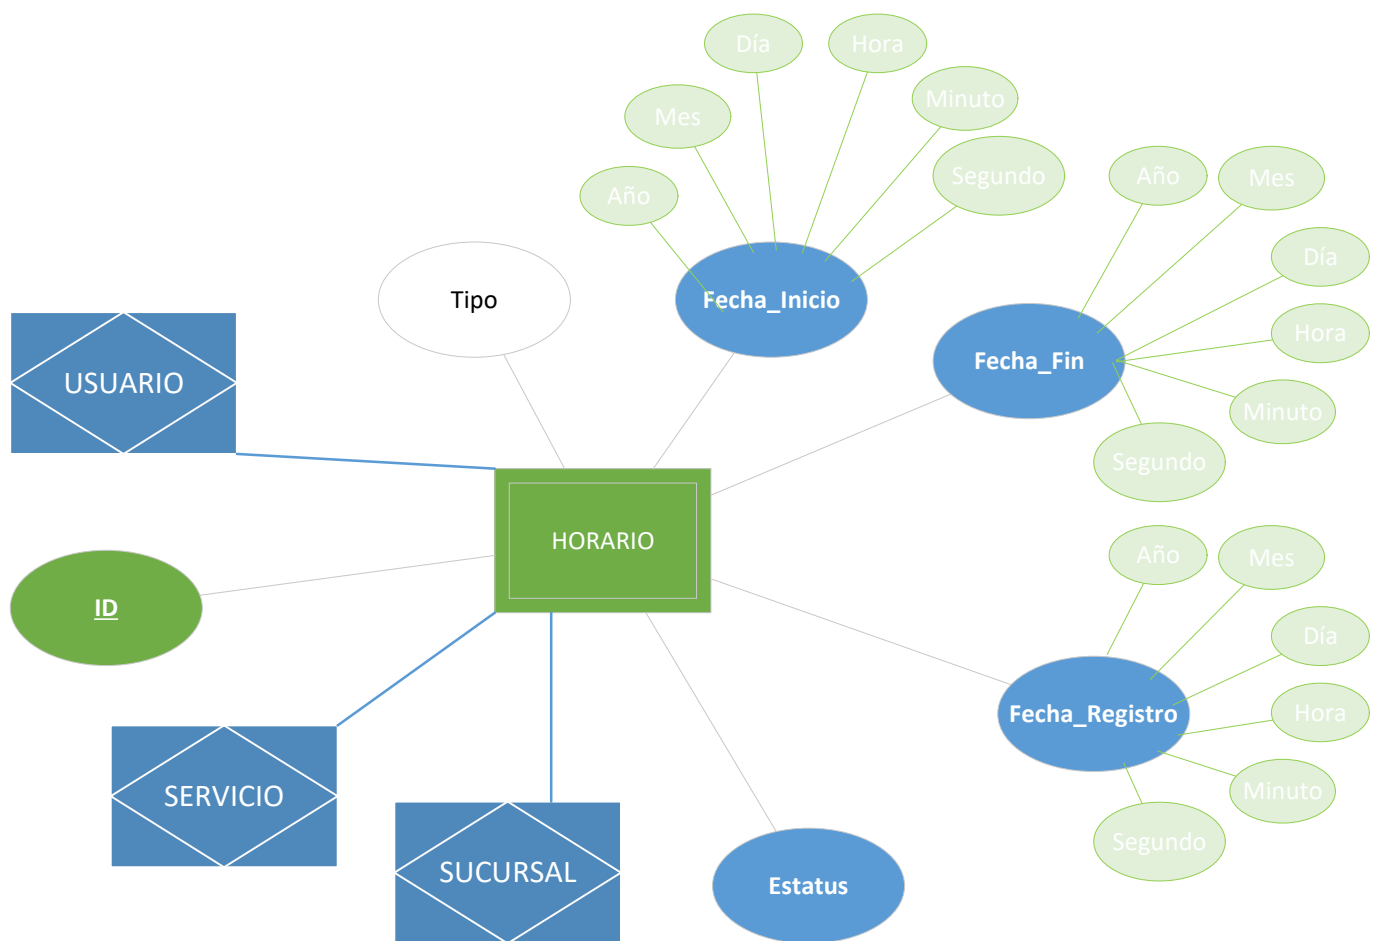 Día
Hora
Minuto
Mes
Segundo
Año
Año
Mes
Día
Hora
Minuto
Segundo
Tipo
Fecha_Inicio
Fecha_Fin
USUARIO
HORARIO
ID
Año
Mes
Día
Hora
Minuto
Segundo
Fecha_Registro
SERVICIO
SUCURSAL
Estatus